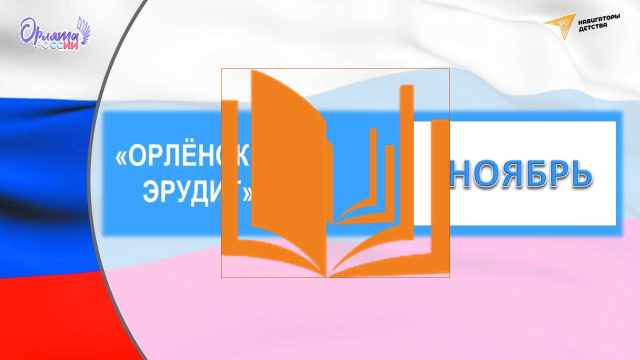 Орлята
РОССИИ
НАВИГАТОРЫ
ДЕТСТВА
«ОРЛЁНОК
ЭРУДИТ»
НОЯБРЬ